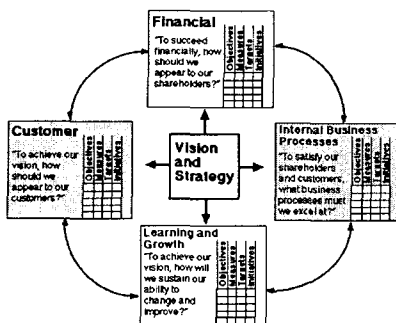 Financial
"To succeed
financially, how
should we
appear to our
shareholders?"
Objectives
Measures
Targets
Initiatives
Customer
"To achieve our
vision, how
should we
appear to our
customers?"
Objectives
Measures
Targets
Initiatives
Vision
and
Strategy
Internal Business
Processes
"To satisfy our
shareholders
and customers,
what business
processes must
we excel at?"
Objectives
Measures
Targets
Initiatives
Learning and
Growth
"To achieve our
vision, how will
we sustain our
ability to
change and
improve?"
Objectives
Measures
Targets
Initiatives